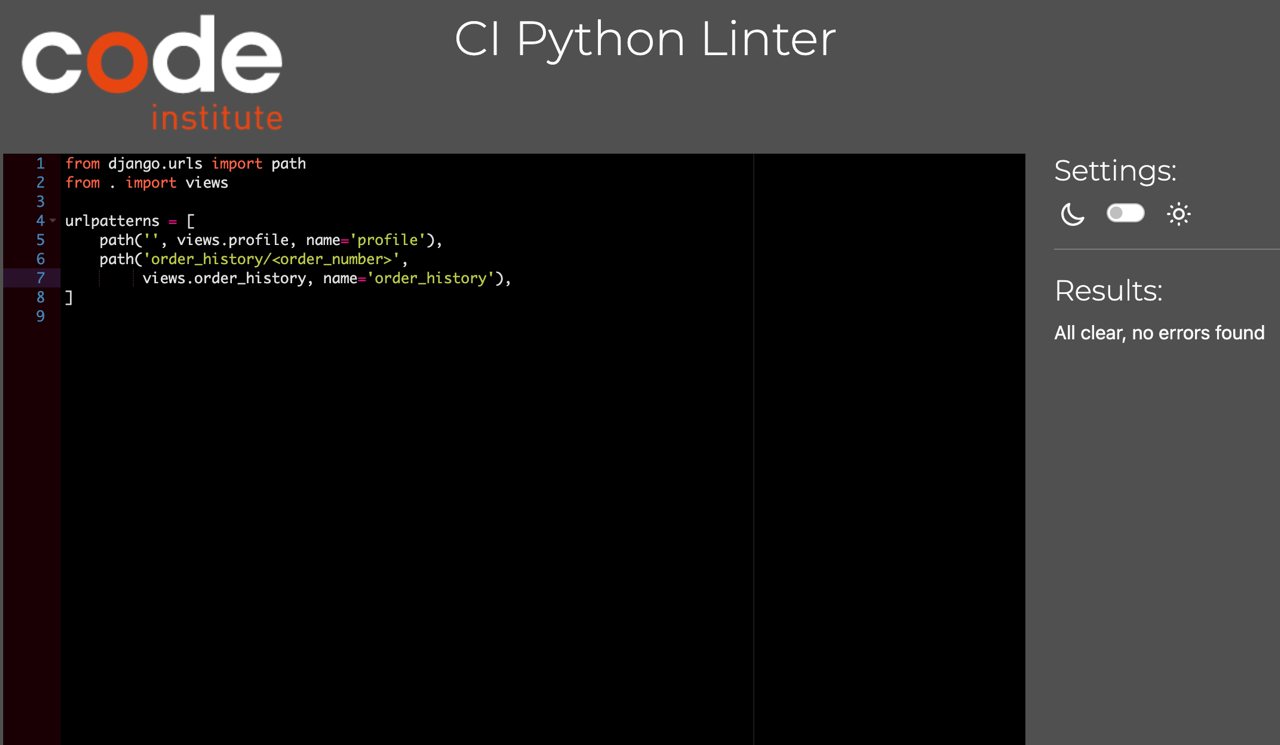 code
institute
CI Python Linter
1 from django.urls import path
2 from . import views
3
4 urlpatterns = [
5     path('', views.profile, name='profile'),
6     path('order_history/<order_number>',
7          views.order_history, name='order_history'),
8 ]
9
Settings:
Results:
All clear, no errors found